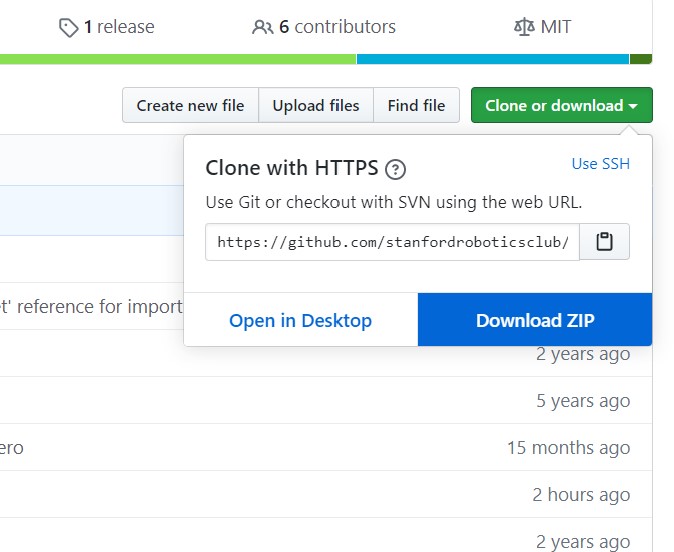 1 release 6 contributors MIT
Create new file Upload files Find file Clone or download
Clone with HTTPS ? Use SSH
Use Git or checkout with SVN using the web URL.
https://github.com/stanfordroboticsclub/
Open in Desktop Download ZIP
t' reference for import
2 years ago
5 years ago
ero 15 months ago
2 hours ago
2 years ago